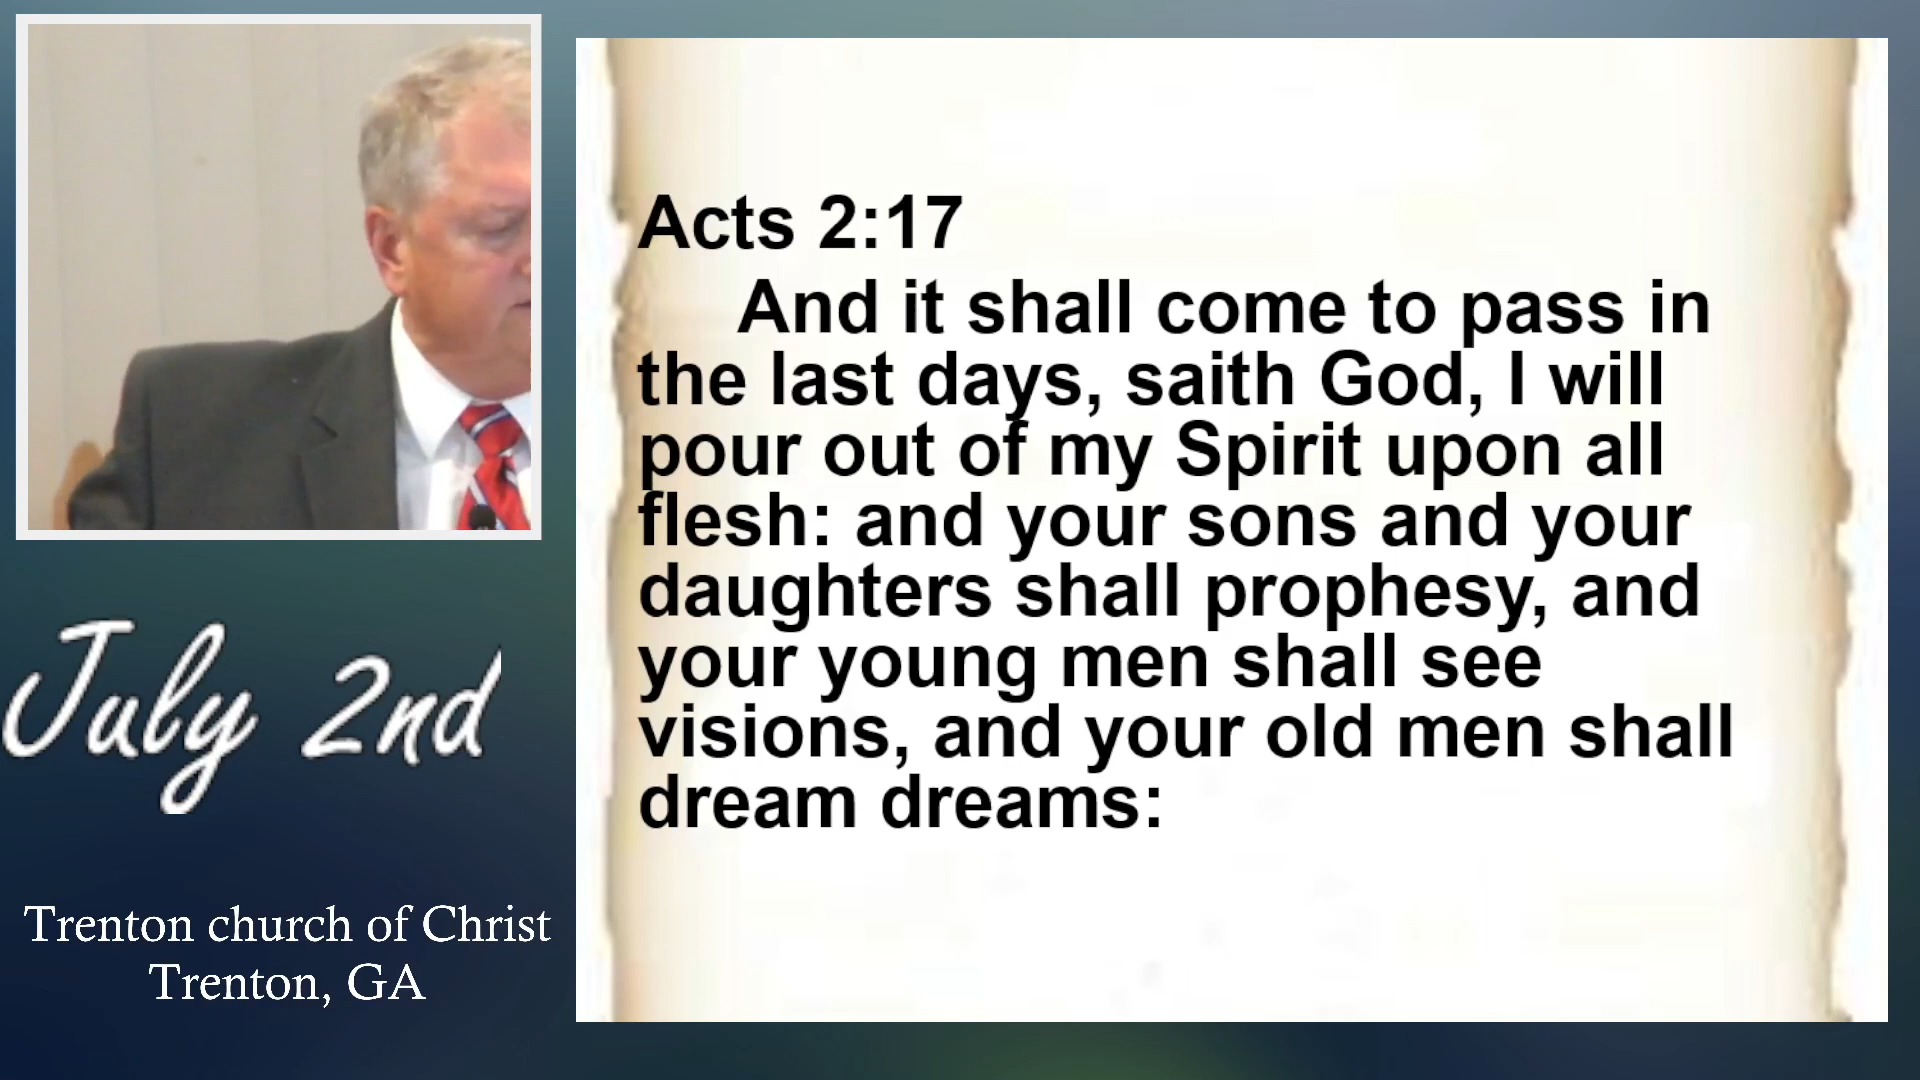 Acts 2:17
And it shall come to pass in
the last days, saith God, I will
pour out of my Spirit upon all
flesh: and your sons and your
daughters shall prophesy, and
your young men shall see
visions, and your old men shall
dream dreams:
July 2nd
Trenton church of Christ
Trenton, GA